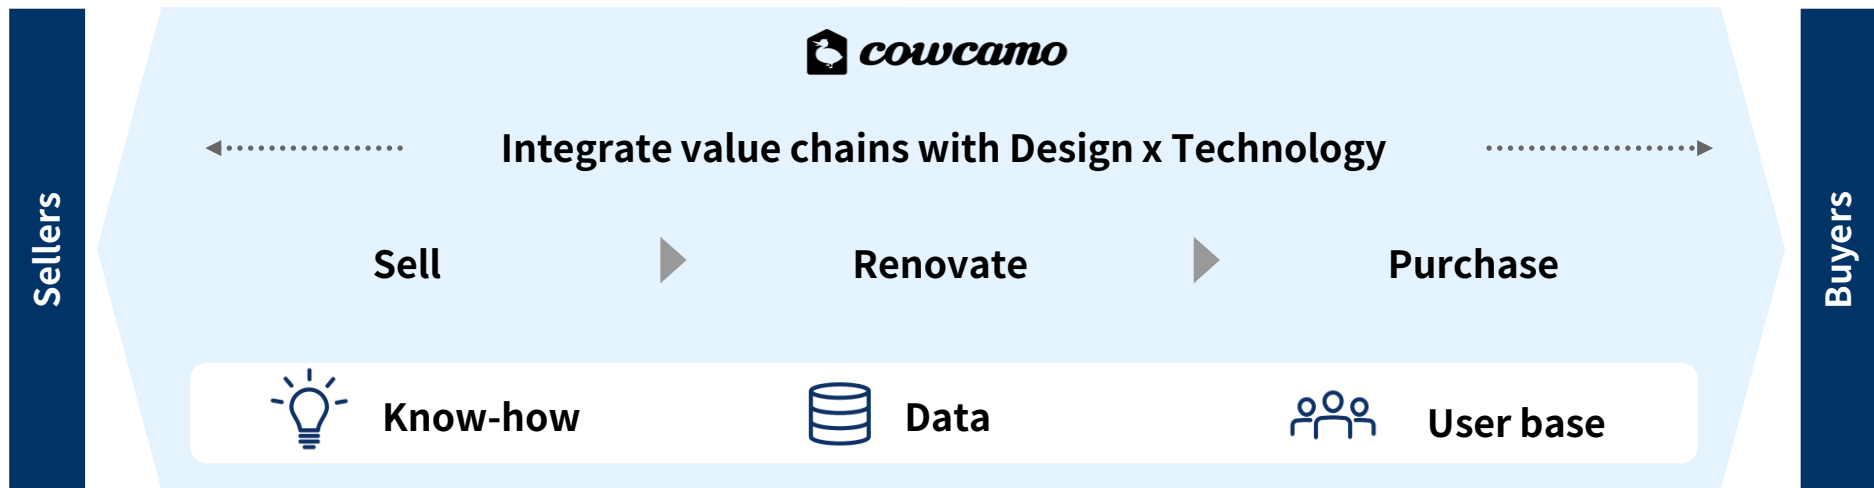 cowcamo
Integrate value chains with Design x Technology
Sellers
Sell
Renovate
Purchase
Buyers
Know-how
Data
User base